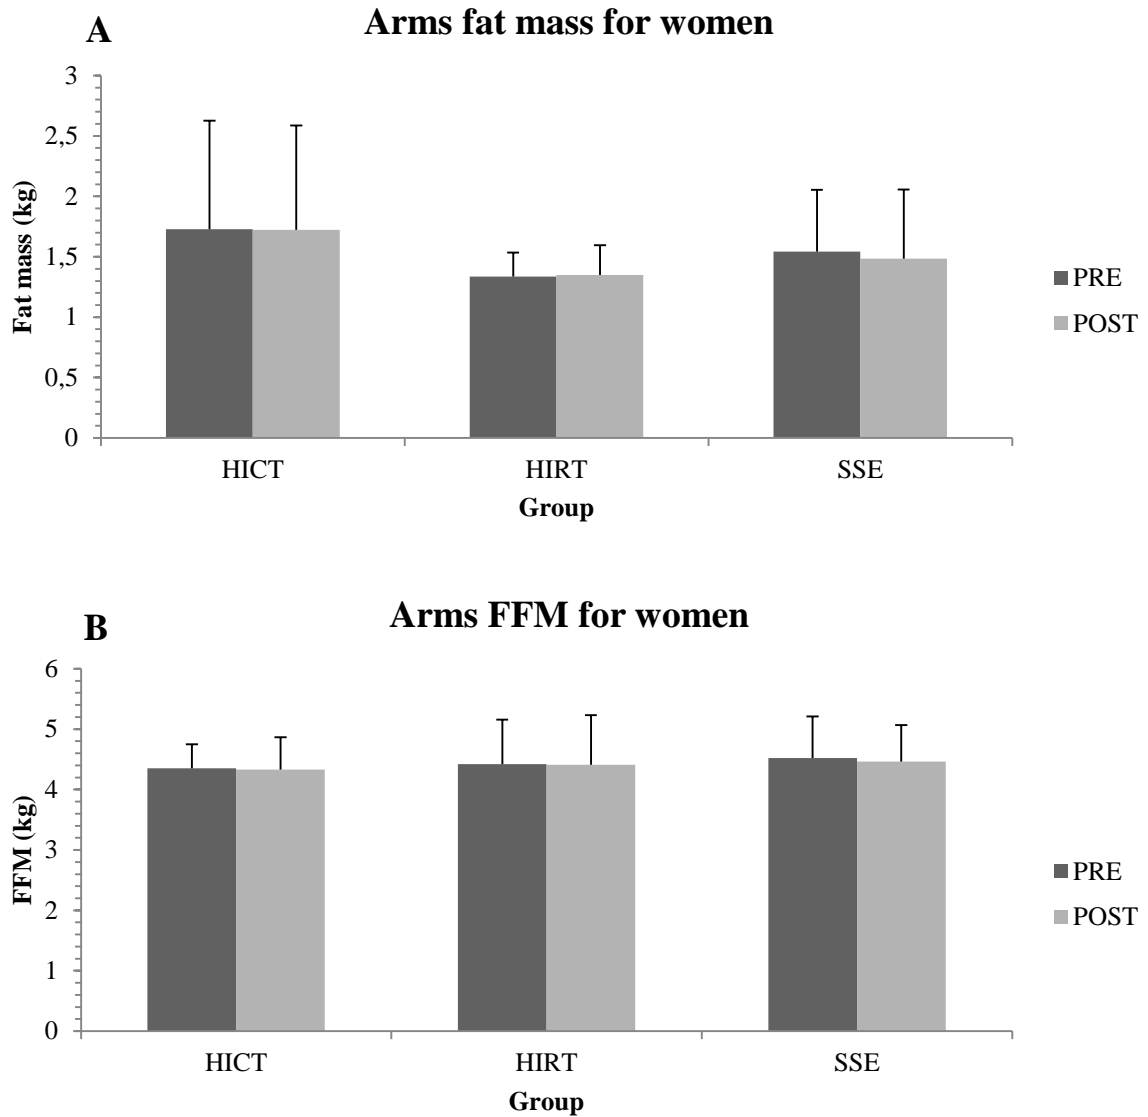 A
Arms fat mass for women
3
2,5
2
1,5
1
0,5
0
Fat mass (kg)
HICT HIRT SSE
Group
PRE
POST
B
Arms FFM for women
6
5
4
3
2
1
0
FFM (kg)
HICT HIRT SSE
Group
PRE
POST